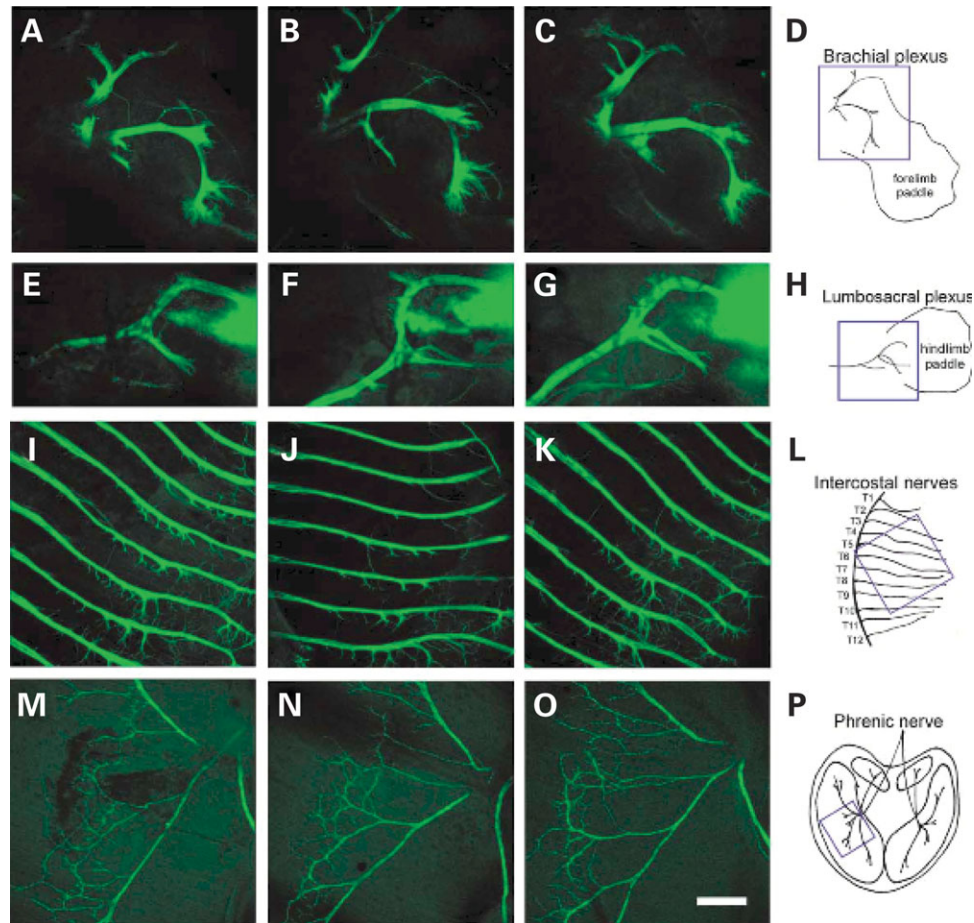 A
B
C
D
Brachial plexus
forelimb
paddle
E
F
G
H
Lumbosacral plexus
hindlimb
paddle
I
J
K
L
Intercostal nerves
T1
T2
T3
T4
T5
T6
T7
T8
T9
T10
T11
T12
M
N
O
P
Phrenic nerve